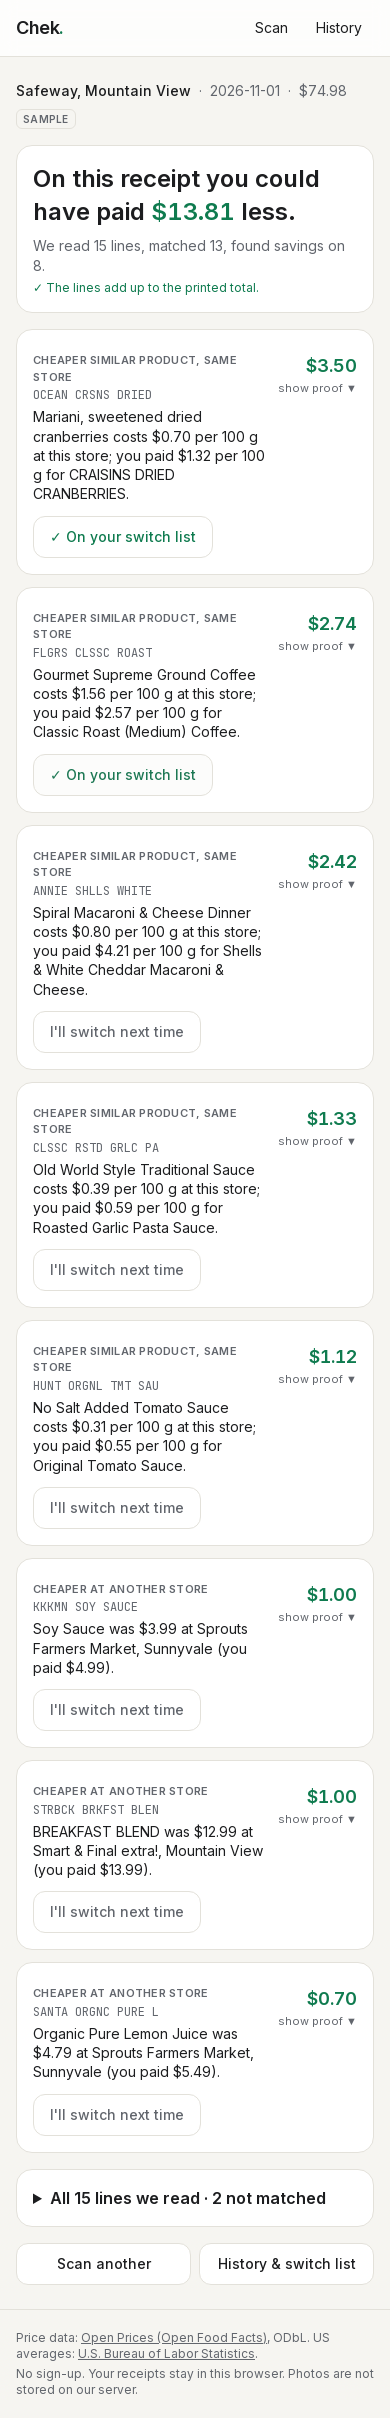 Chek.
Scan History
Safeway, Mountain View · 2026-11-01 · $74.98
SAMPLE
On this receipt you could
have paid $13.81 less.
We read 15 lines, matched 13, found savings on
8.
✓ The lines add up to the printed total.
CHEAPER SIMILAR PRODUCT, SAME
STORE
$3.50
show proof ▼
OCEAN CRSNS DRIED
Mariani, sweetened dried
cranberries costs $0.70 per 100 g
at this store; you paid $1.32 per 100
g for CRAISINS DRIED
CRANBERRIES.
✓ On your switch list
CHEAPER SIMILAR PRODUCT, SAME
STORE
$2.74
show proof ▼
FLGRS CLSSC ROAST
Gourmet Supreme Ground Coffee
costs $1.56 per 100 g at this store;
you paid $2.57 per 100 g for
Classic Roast (Medium) Coffee.
✓ On your switch list
CHEAPER SIMILAR PRODUCT, SAME
STORE
$2.42
show proof ▼
ANNIE SHLLS WHITE
Spiral Macaroni & Cheese Dinner
costs $0.80 per 100 g at this store;
you paid $4.21 per 100 g for Shells
& White Cheddar Macaroni &
Cheese.
I'll switch next time
CHEAPER SIMILAR PRODUCT, SAME
STORE
$1.33
show proof ▼
CLSSC RSTD GRLC PA
Old World Style Traditional Sauce
costs $0.39 per 100 g at this store;
you paid $0.59 per 100 g for
Roasted Garlic Pasta Sauce.
I'll switch next time
CHEAPER SIMILAR PRODUCT, SAME
STORE
$1.12
show proof ▼
HUNT ORGNL TMT SAU
No Salt Added Tomato Sauce
costs $0.31 per 100 g at this store;
you paid $0.55 per 100 g for
Original Tomato Sauce.
I'll switch next time
CHEAPER AT ANOTHER STORE
$1.00
show proof ▼
KKKMN SOY SAUCE
Soy Sauce was $3.99 at Sprouts
Farmers Market, Sunnyvale (you
paid $4.99).
I'll switch next time
CHEAPER AT ANOTHER STORE
$1.00
show proof ▼
STRBCK BRKFST BLEN
BREAKFAST BLEND was $12.99 at
Smart & Final extra!, Mountain View
(you paid $13.99).
I'll switch next time
CHEAPER AT ANOTHER STORE
$0.70
show proof ▼
SANTA ORGNC PURE L
Organic Pure Lemon Juice was
$4.79 at Sprouts Farmers Market,
Sunnyvale (you paid $5.49).
I'll switch next time
▶ All 15 lines we read · 2 not matched
Scan another
History & switch list
Price data: Open Prices (Open Food Facts), ODbL. US
averages: U.S. Bureau of Labor Statistics.
No sign-up. Your receipts stay in this browser. Photos are not
stored on our server.